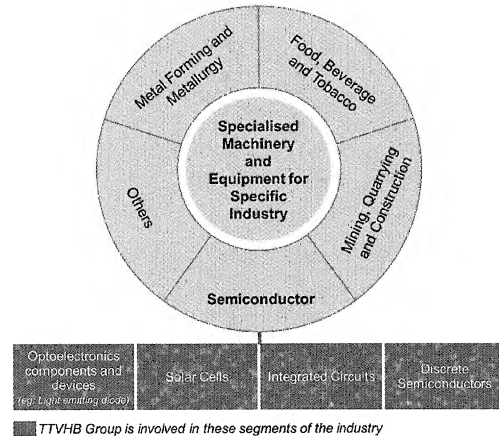 Metal Forming and
Metallurgy
Food, Beverage
and Tobacco
Specialised
Machinery
and
Equipment for
Specific
Industry
Others
Mining, Quarrying
and Construction
Semiconductor
Optoelectronics
components and
devices
(eg: Light emitting diode)
Solar Cells
Integrated Circuits
Discrete
Semiconductors
TTVHB Group is involved in these segments of the industry